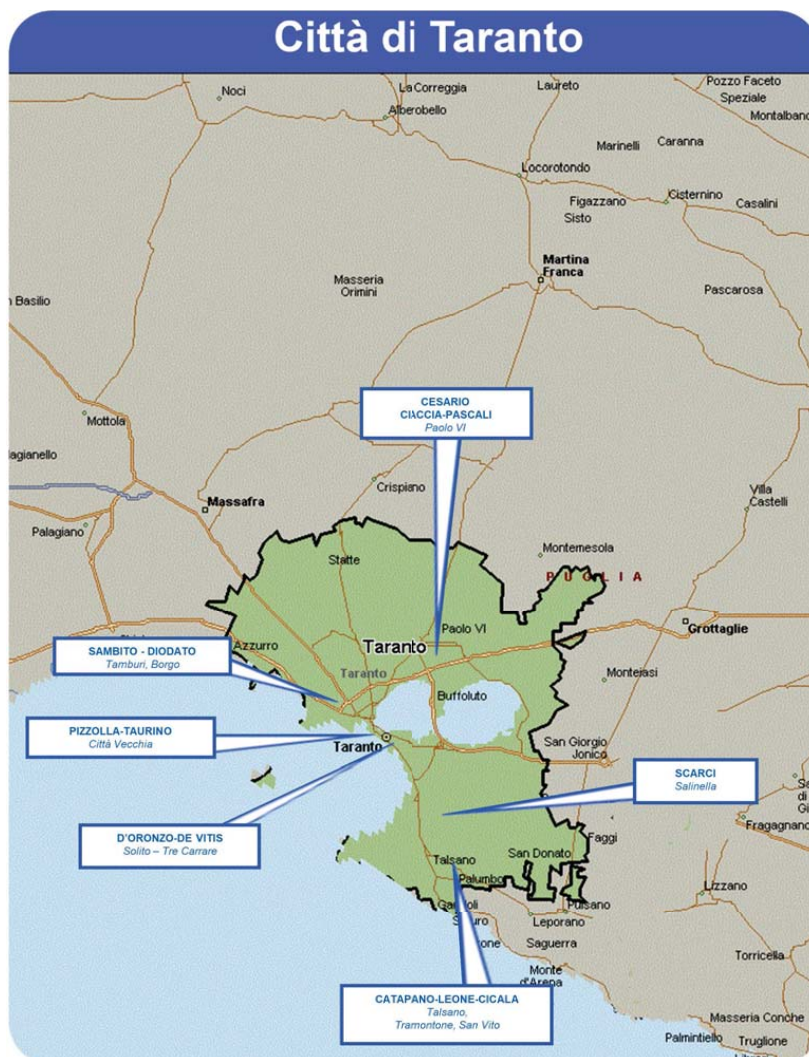 Città di Taranto
Noci
La Correggia
Laureto
Pozzo Faceto
Speziale
Alberobello
Montalbano
Marinelli
Caranna
Locorotondo
Figazzano
Cisternino
Casalini
Sisto
Martina
Franca
Masseria
Orimini
Pascarosa
n Basilio
CESARIO
CIACCIA-PASCALI
Paolo VI
Mottola
lagianello
Crispiano
Villa
Castelli
Massafra
Palagiano
Montemesola
Statte
PUGLIA
Paolo VI
Grottaglie
Azzurro
Taranto
SAMBITO - DIODATO
Tamburi, Borgo
Taranto
Monteiasi
Buffoluto
PIZZOLLA-TAURINO
Città Vecchia
Taranto
San Giorgio
Jonico
SCARCI
Salinella
D'ORONZO-DE VITIS
Solito – Tre Carrare
Fragagnano
Faggi
Talsano
San Donato
Palumbo
Lizzano
Pulsano
Leporano
Saguerra
Monte
d'Arena
Torricella
CATAPANO-LEONE-CICALA
Talsano,
Tramontone, San Vito
Masseria Conche
Palmintiello
Truglione